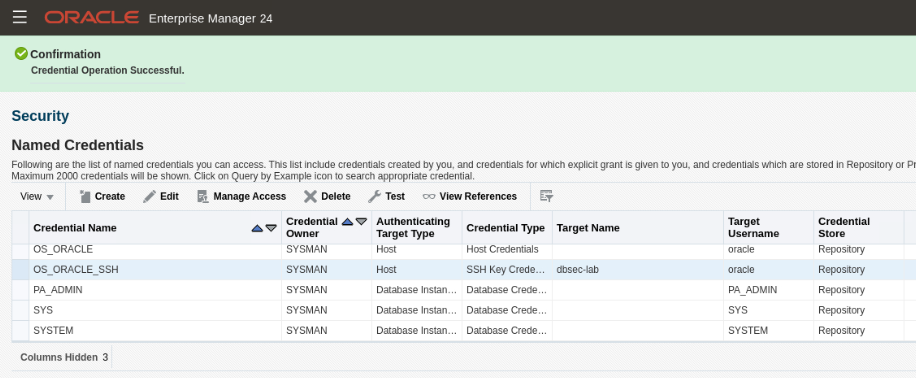 ORACLE Enterprise Manager 24
Confirmation
Credential Operation Successful.
Security
Named Credentials
Following are the list of named credentials you can access. This list include credentials created by you, and credentials for which explicit grant is given to you, and credentials which are stored in Repository or Pr
Maximum 2000 credentials will be shown. Click on Query by Example icon to search appropriate credential.
View Create Edit Manage Access Delete Test View References
Credential Name Credential Owner Authenticating Target Type Credential Type Target Name Target Username Credential Store
OS_ORACLE SYSMAN Host Host Credentials oracle Repository
OS_ORACLE_SSH SYSMAN Host SSH Key Crede... dbsec-lab oracle Repository
PA_ADMIN SYSMAN Database Instan... Database Crede... PA_ADMIN Repository
SYS SYSMAN Database Instan... Database Crede... SYS Repository
SYSTEM SYSMAN Database Instan... Database Crede... SYSTEM Repository
Columns Hidden 3